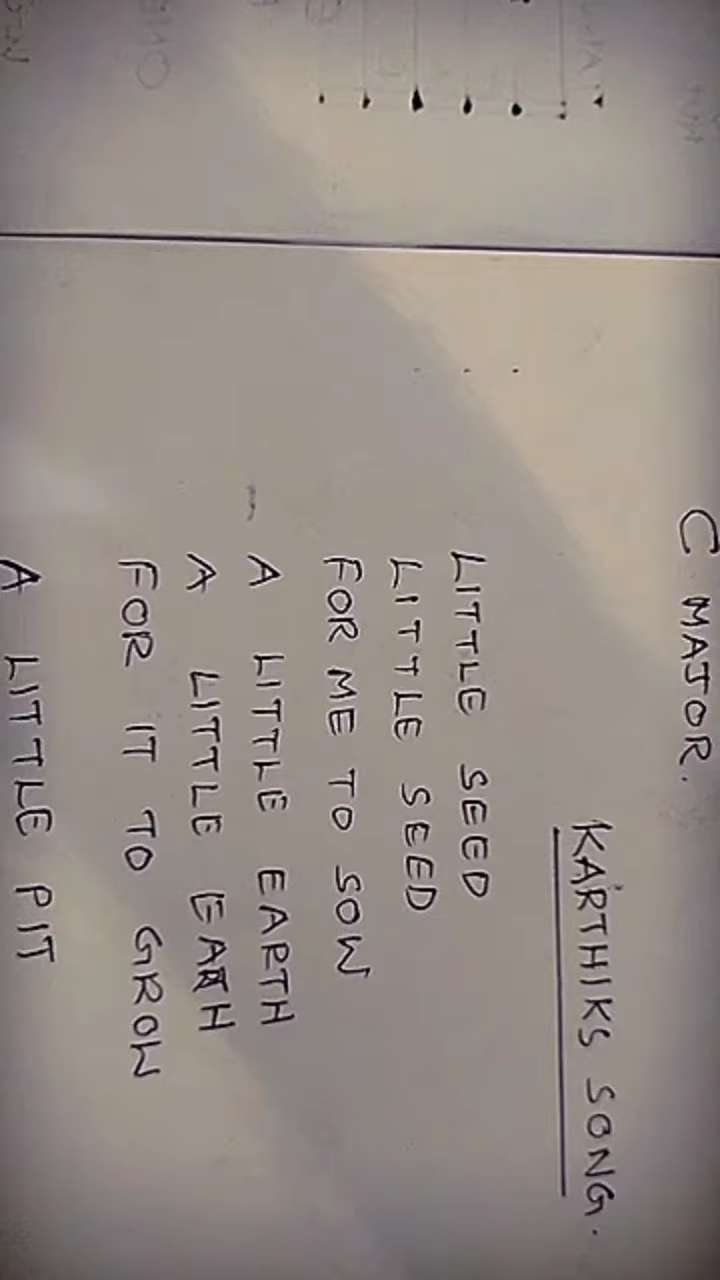 C MAJOR.
KARTHIKS SONG.
LITTLE SEED
LITTLE SEED
FOR ME TO SOW
A LITTLE EARTH
A LITTLE EARH
FOR IT TO GROW
A LITTLE PIT